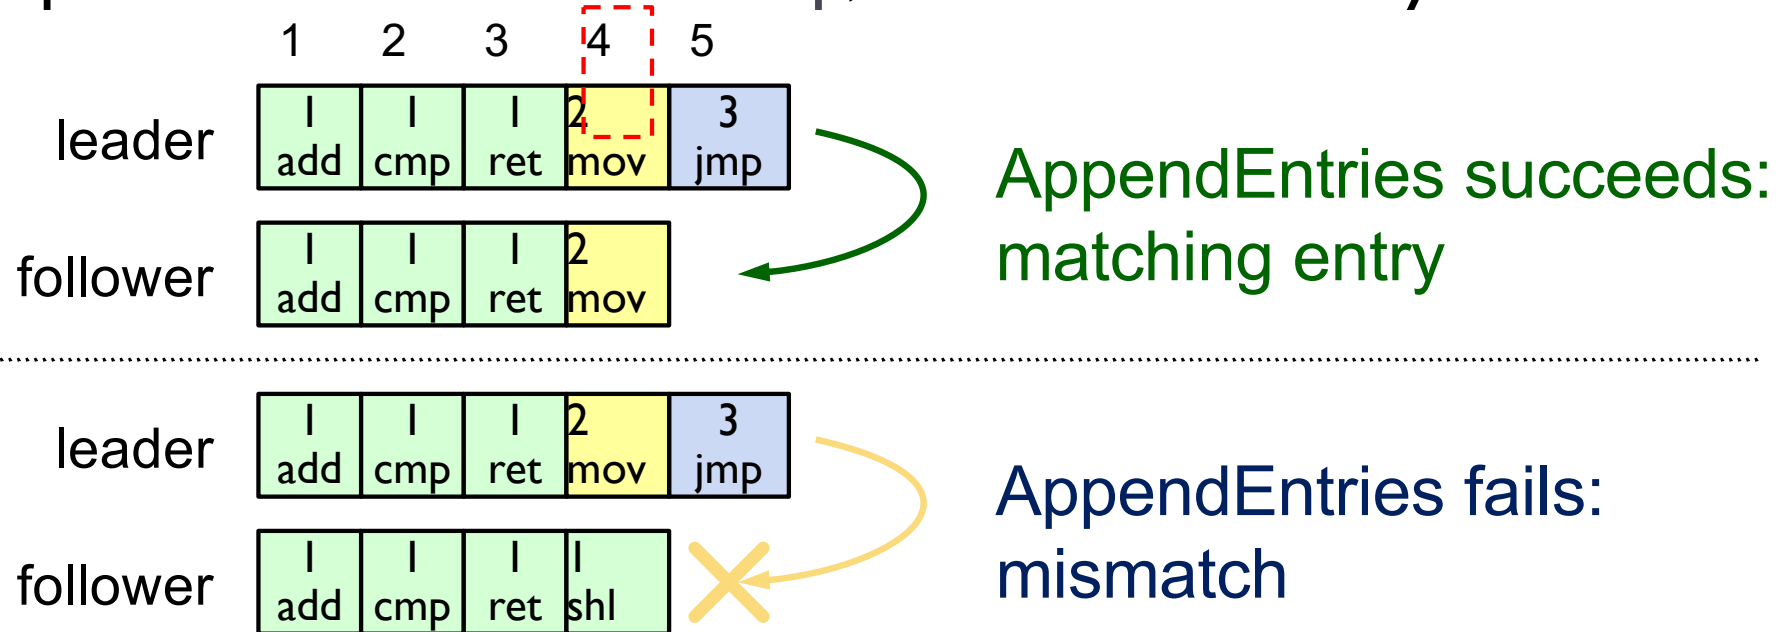 1 2 3 4 5
leader
1 1 1 2 3
add cmp ret mov jmp
AppendEntries succeeds:
matching entry
follower
1 1 1 2
add cmp ret mov
leader
1 1 1 2 3
add cmp ret mov jmp
AppendEntries fails:
mismatch
follower
1 1 1 1
add cmp ret shl